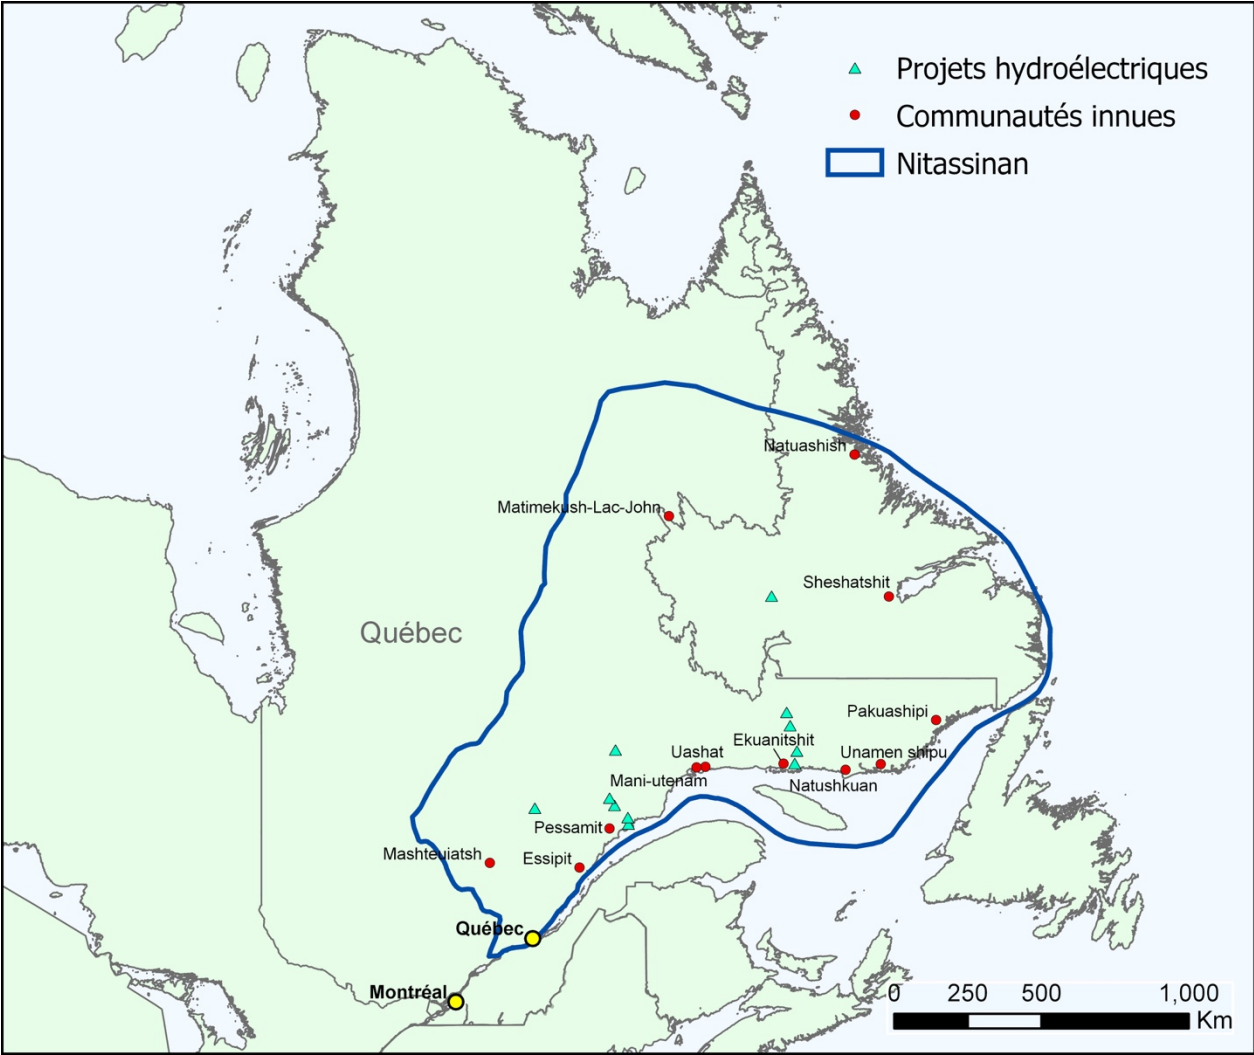 Projets hydroélectriques
Communautés innues
Nitassinan
Natuashish
Matimekush-Lac-John
Sheshatshit
Québec
Pakuashipi
Ekuanitshit
Uashat
Unamen shipu
Mani-utenam
Natushkuan
Pessamit
Mashteuiatsh
Essipit
Québec
Montréal
0 250 500 1,000
Km